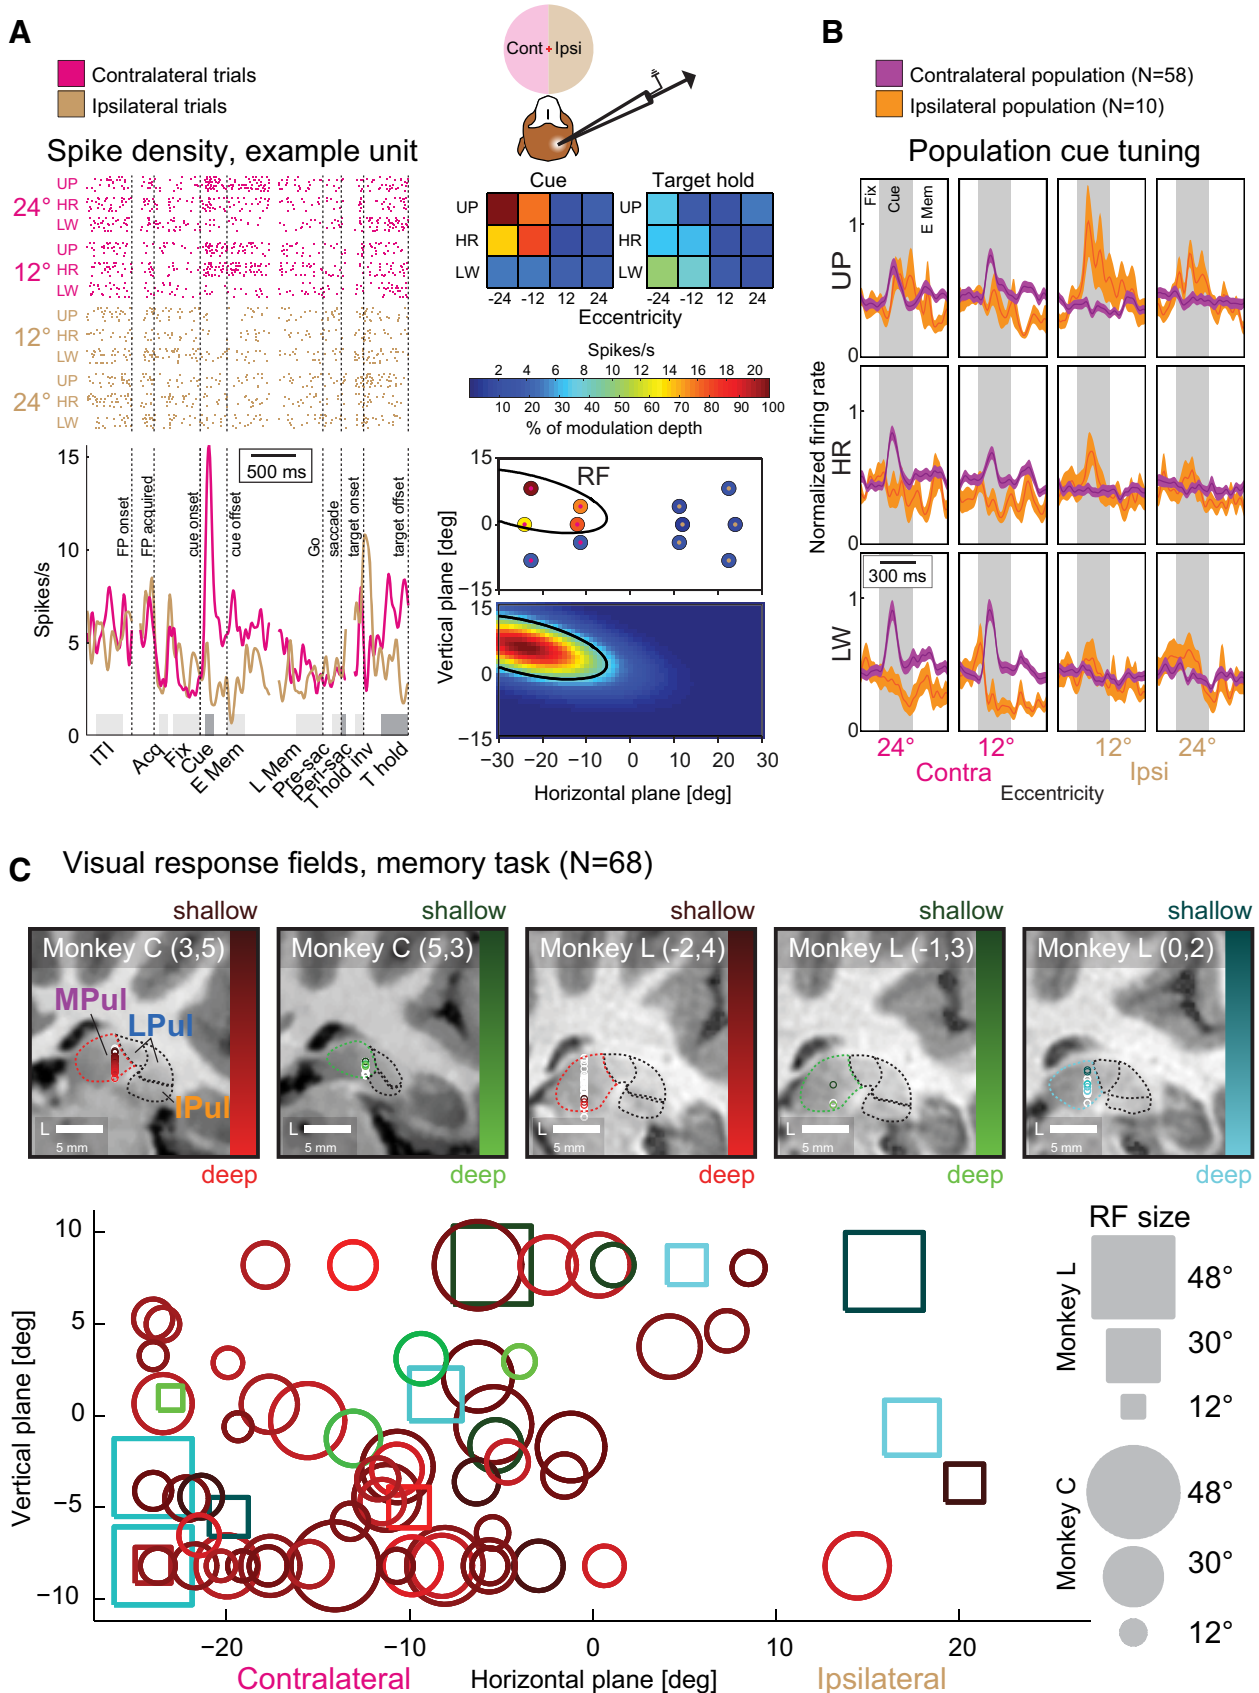 A
Contralateral trials
Ipsilateral trials
Cont + Ipsi
Spike density, example unit
24°
UP
HR
LW
12°
UP
HR
LW
12°
UP
HR
LW
24°
UP
HR
LW
15
10
5
0
Spikes/s
500 ms
FP onset
FP acquired
cue onset
cue offset
Go
saccade
target onset
target offset
ITI
Acq
Fix
Cue
E Mem
L Mem
Pre-sac
Peri-sac
T hold inv
T hold
Cue
Target hold
UP
HR
LW
UP
HR
LW
-24 -12 12 24
-24 -12 12 24
Eccentricity
Spikes/s
2 4 6 8 10 12 14 16 18 20
10 20 30 40 50 60 70 80 90 100
% of modulation depth
RF
15
0
−15
15
0
−15
Vertical plane [deg]
−30 −20 −10 0 10 20 30
Horizontal plane [deg]
B
Contralateral population (N=58)
Ipsilateral population (N=10)
Population cue tuning
Fix
Cue
E Mem
UP
HR
LW
1
0
1
0
1
0
Normalized firing rate
300 ms
24° 12° 12° 24°
Contra Ipsi
Eccentricity
C Visual response fields, memory task (N=68)
shallow
shallow
shallow
shallow
shallow
Monkey C (3,5)
Monkey C (5,3)
Monkey L (-2,4)
Monkey L (-1,3)
Monkey L (0,2)
MPul
LPul
IPul
L
5 mm
L
5 mm
L
5 mm
L
5 mm
L
5 mm
deep
deep
deep
deep
deep
10
5
0
−5
−10
Vertical plane [deg]
−20 −10 0 10 20
Contralateral Horizontal plane [deg] Ipsilateral
RF size
Monkey L
48°
30°
12°
Monkey C
48°
30°
12°